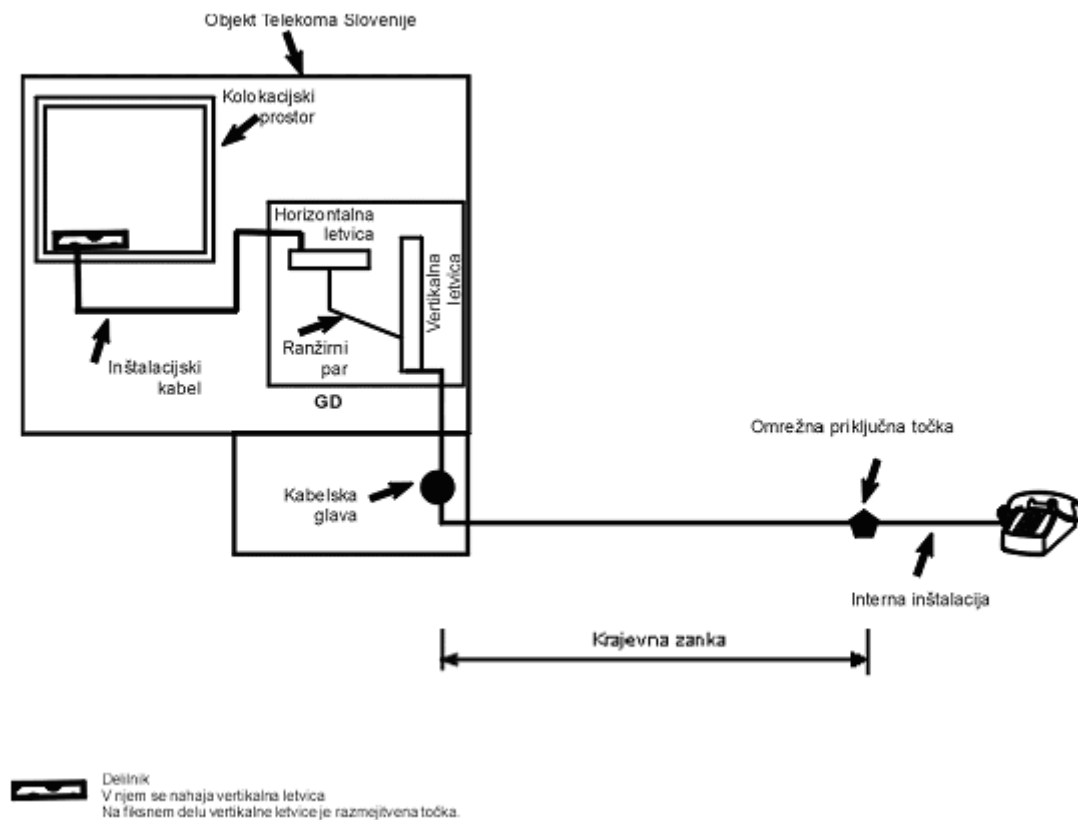 Objekt Telekoma Slovenije
Kolokacijski
prostor
Horizontalna
letvica
Vertikalna
letvica
Ranžirni
par
Inštalacijski
kabel
GD
Omrežna priključna točka
Kabelska
glava
Interna inštalacija
Krajevna zanka
Delilnik
V njem se nahaja vertikalna letvica
Na fiksnem delu vertikalne letvice je razmejitvena točka.